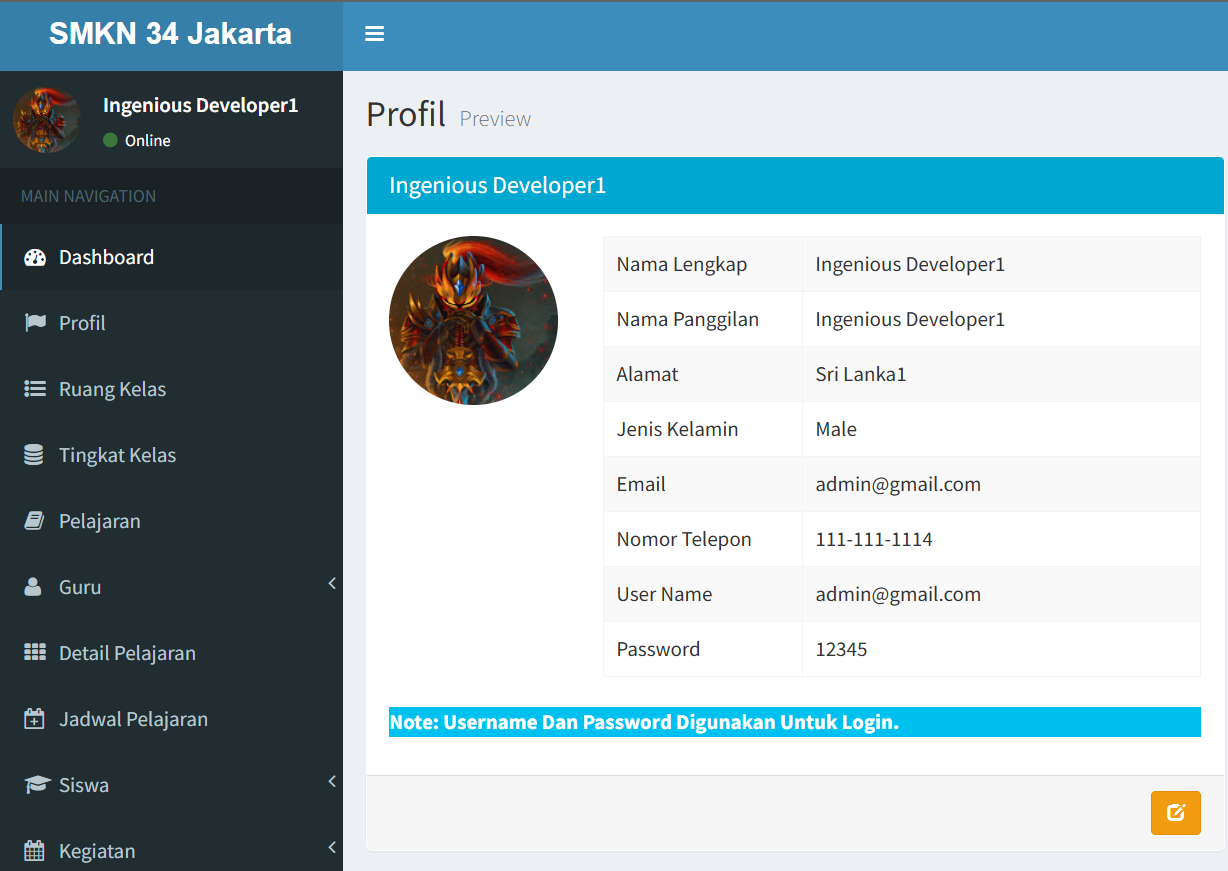 SMKN 34 Jakarta
Ingenious Developer1
Online
MAIN NAVIGATION
Dashboard
Profil
Ruang Kelas
Tingkat Kelas
Pelajaran
Guru
Detail Pelajaran
Jadwal Pelajaran
Siswa
Kegiatan
Profil Preview
Ingenious Developer1
Nama Lengkap Ingenious Developer1
Nama Panggilan Ingenious Developer1
Alamat Sri Lanka1
Jenis Kelamin Male
Email admin@gmail.com
Nomor Telepon 111-111-1114
User Name admin@gmail.com
Password 12345
Note: Username Dan Password Digunakan Untuk Login.